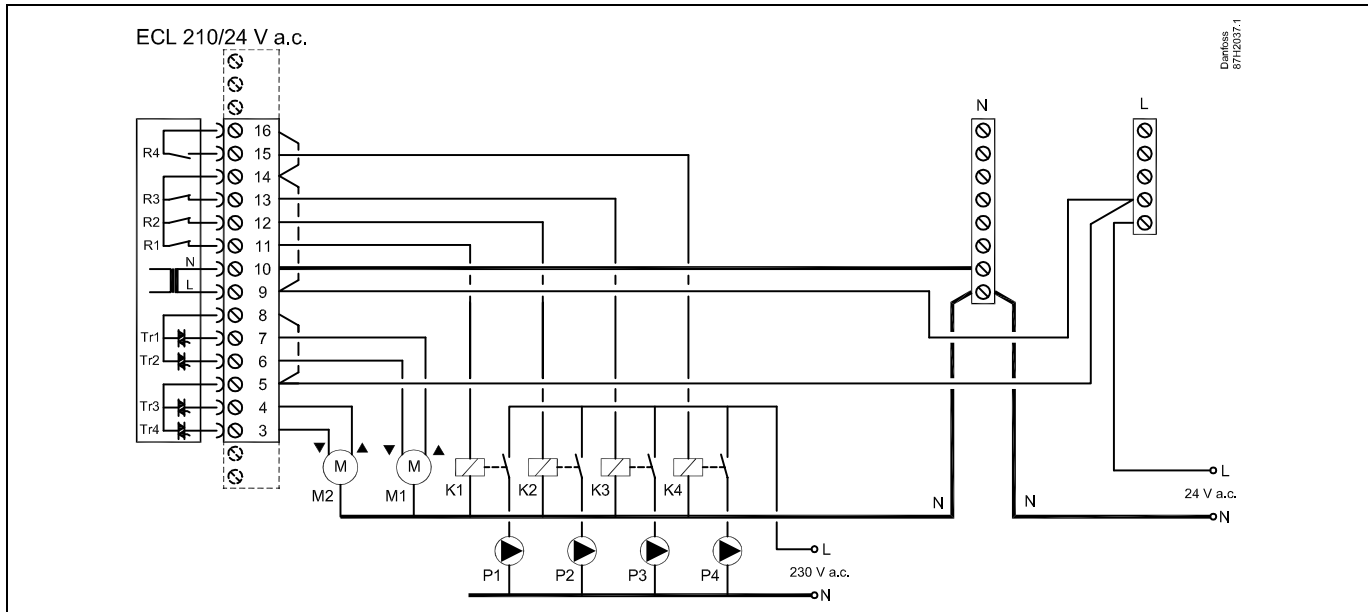 ECL 210/24 V a.c.
Danfoss
87H2037.1
N
L
16
R4
15
14
R3
13
R2
12
R1
11
N
10
L
9
8
Tr1
7
Tr2
6
5
Tr3
4
Tr4
3
M
M
M2
M1
K1
K2
K3
K4
N
N
L
24 V a.c.
N
P1
P2
P3
P4
L
230 V a.c.
N